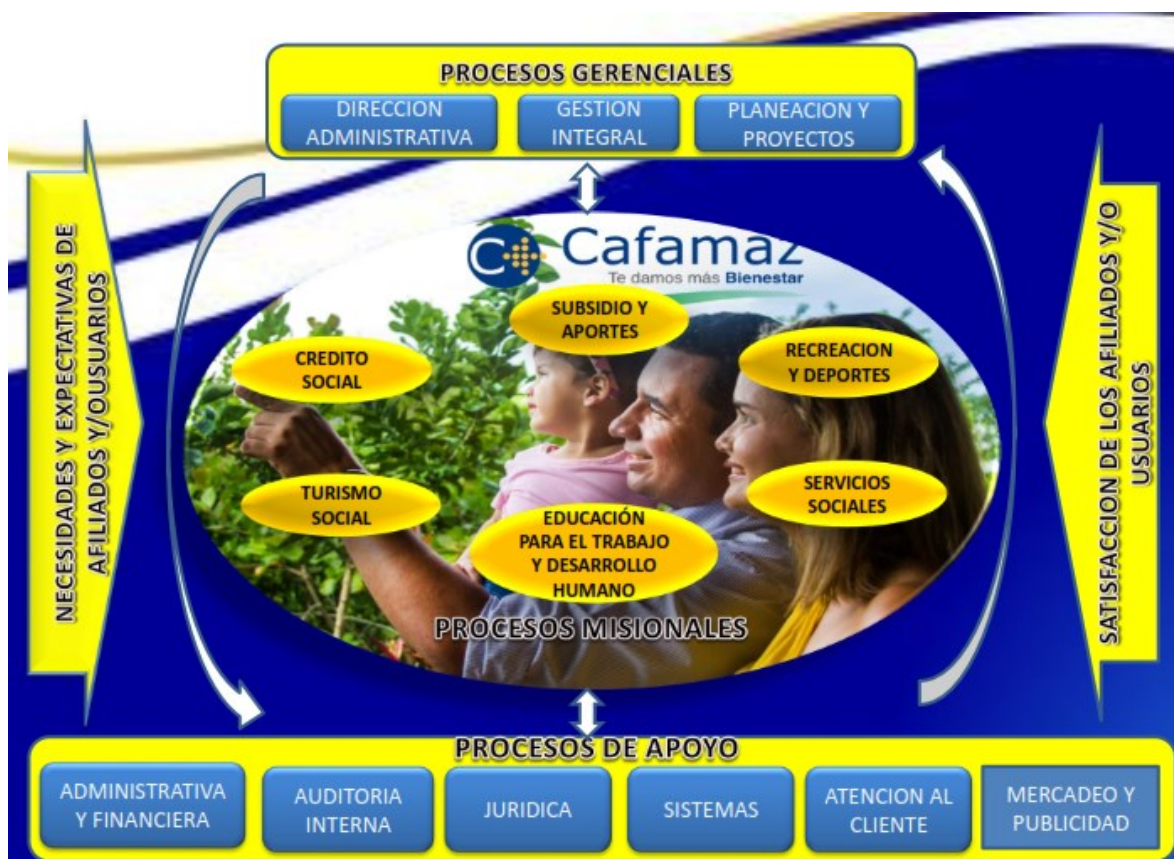 PROCESOS GERENCIALES
DIRECCION
ADMINISTRATIVA
GESTION
INTEGRAL
PLANEACION Y
PROYECTOS
NECESIDADES Y EXPECTATIVAS DE
AFILIADOS Y/OUSUARIOS
Cafamaz
Te damos más Bienestar
SUBSIDIO Y
APORTES
CREDITO
SOCIAL
RECREACION
Y DEPORTES
TURISMO
SOCIAL
EDUCACIÓN
PARA EL TRABAJO
Y DESARROLLO
HUMANO
SERVICIOS
SOCIALES
PROCESOS MISIONALES
SATISFACCION DE LOS AFILIADOS Y/O
USUARIOS
PROCESOS DE APOYO
ADMINISTRATIVA
Y FINANCIERA
AUDITORIA
INTERNA
JURIDICA
SISTEMAS
ATENCION AL
CLIENTE
MERCADEO Y
PUBLICIDAD